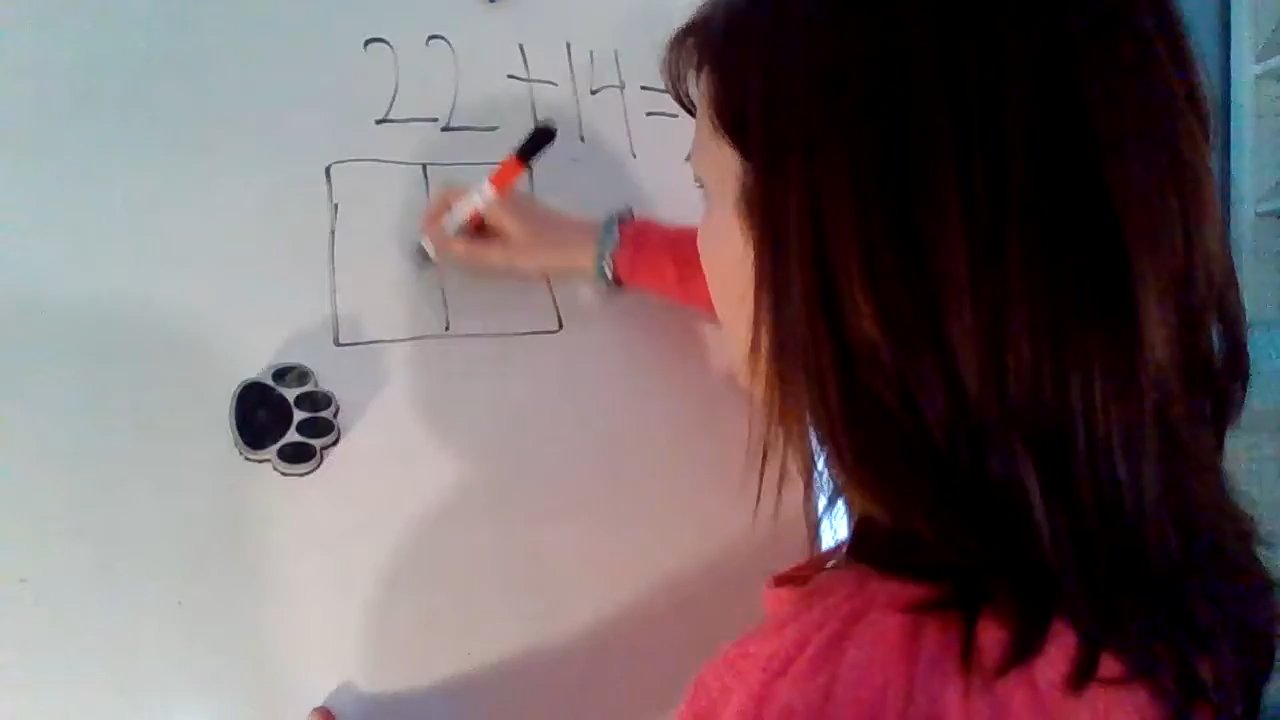 22 + 14 =